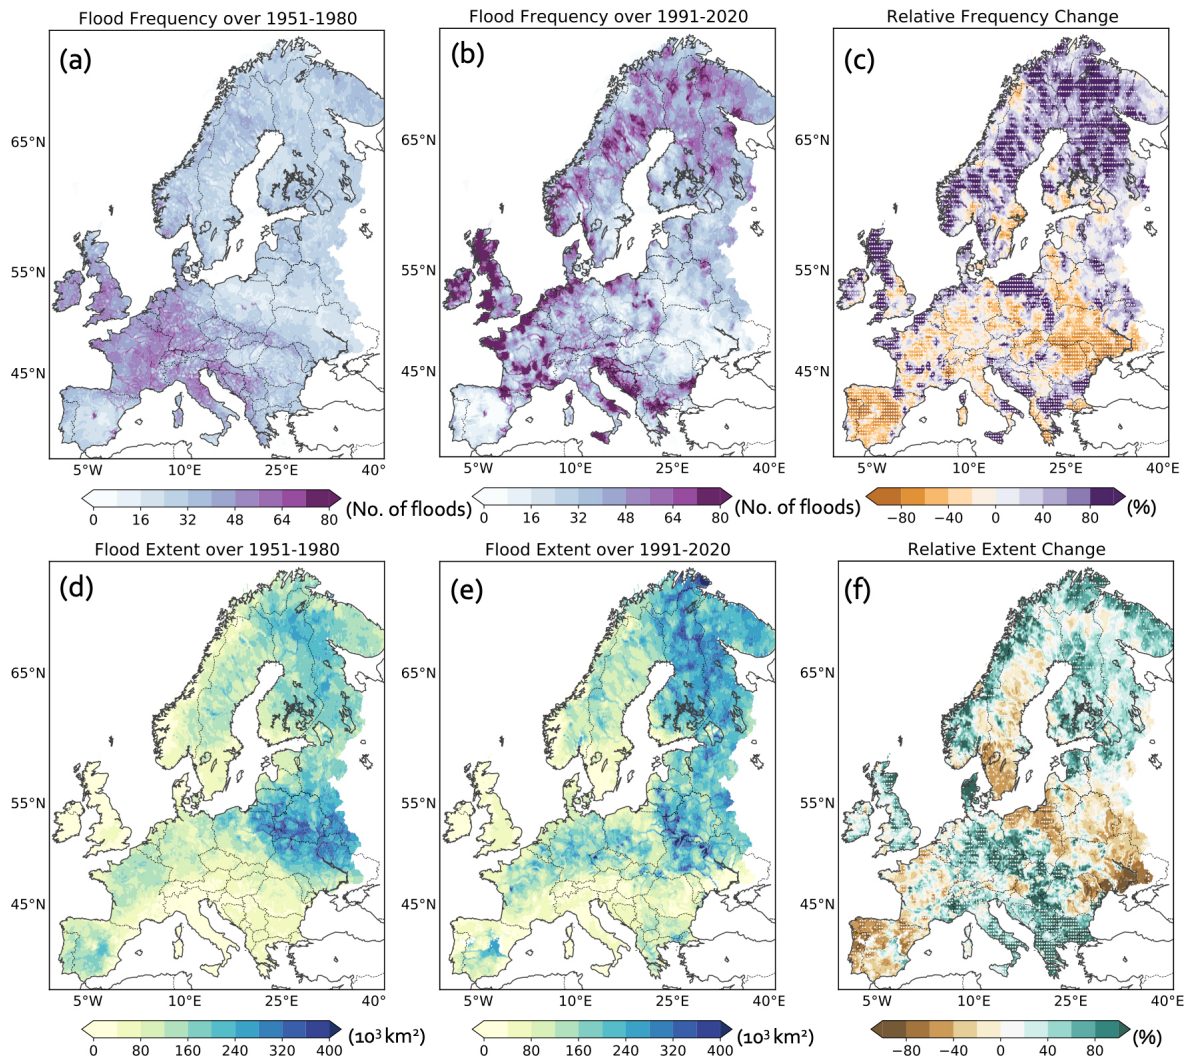 Flood Frequency over 1951-1980
Flood Frequency over 1991-2020
Relative Frequency Change
(a)
(b)
(c)
65°N
65°N
65°N
55°N
55°N
55°N
45°N
45°N
45°N
5°W 10°E 25°E 40°
5°W 10°E 25°E 40°
5°W 10°E 25°E 40°E
0 16 32 48 64 80 (No. of floods)
0 16 32 48 64 80 (No. of floods)
−80 −40 0 40 80 (%)
Flood Extent over 1951-1980
Flood Extent over 1991-2020
Relative Extent Change
(d)
(e)
(f)
65°N
65°N
65°N
55°N
55°N
55°N
45°N
45°N
45°N
5°W 10°E 25°E 40°
5°W 10°E 25°E 40°
5°W 10°E 25°E 40°E
0 80 160 240 320 400 (10³ km²)
0 80 160 240 320 400 (10³ km²)
−80 −40 0 40 80 (%)